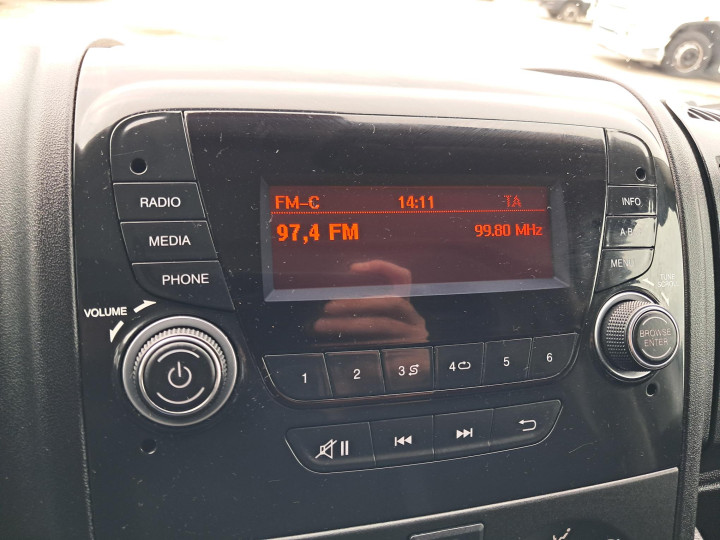 RADIO
MEDIA
PHONE
VOLUME
FM-C 14:11 TA
97,4 FM 99.80 MHz
INFO
A-B-C
MENU
TUNE
SCROLL
BROWSE
ENTER
1 2 3 4 5 6